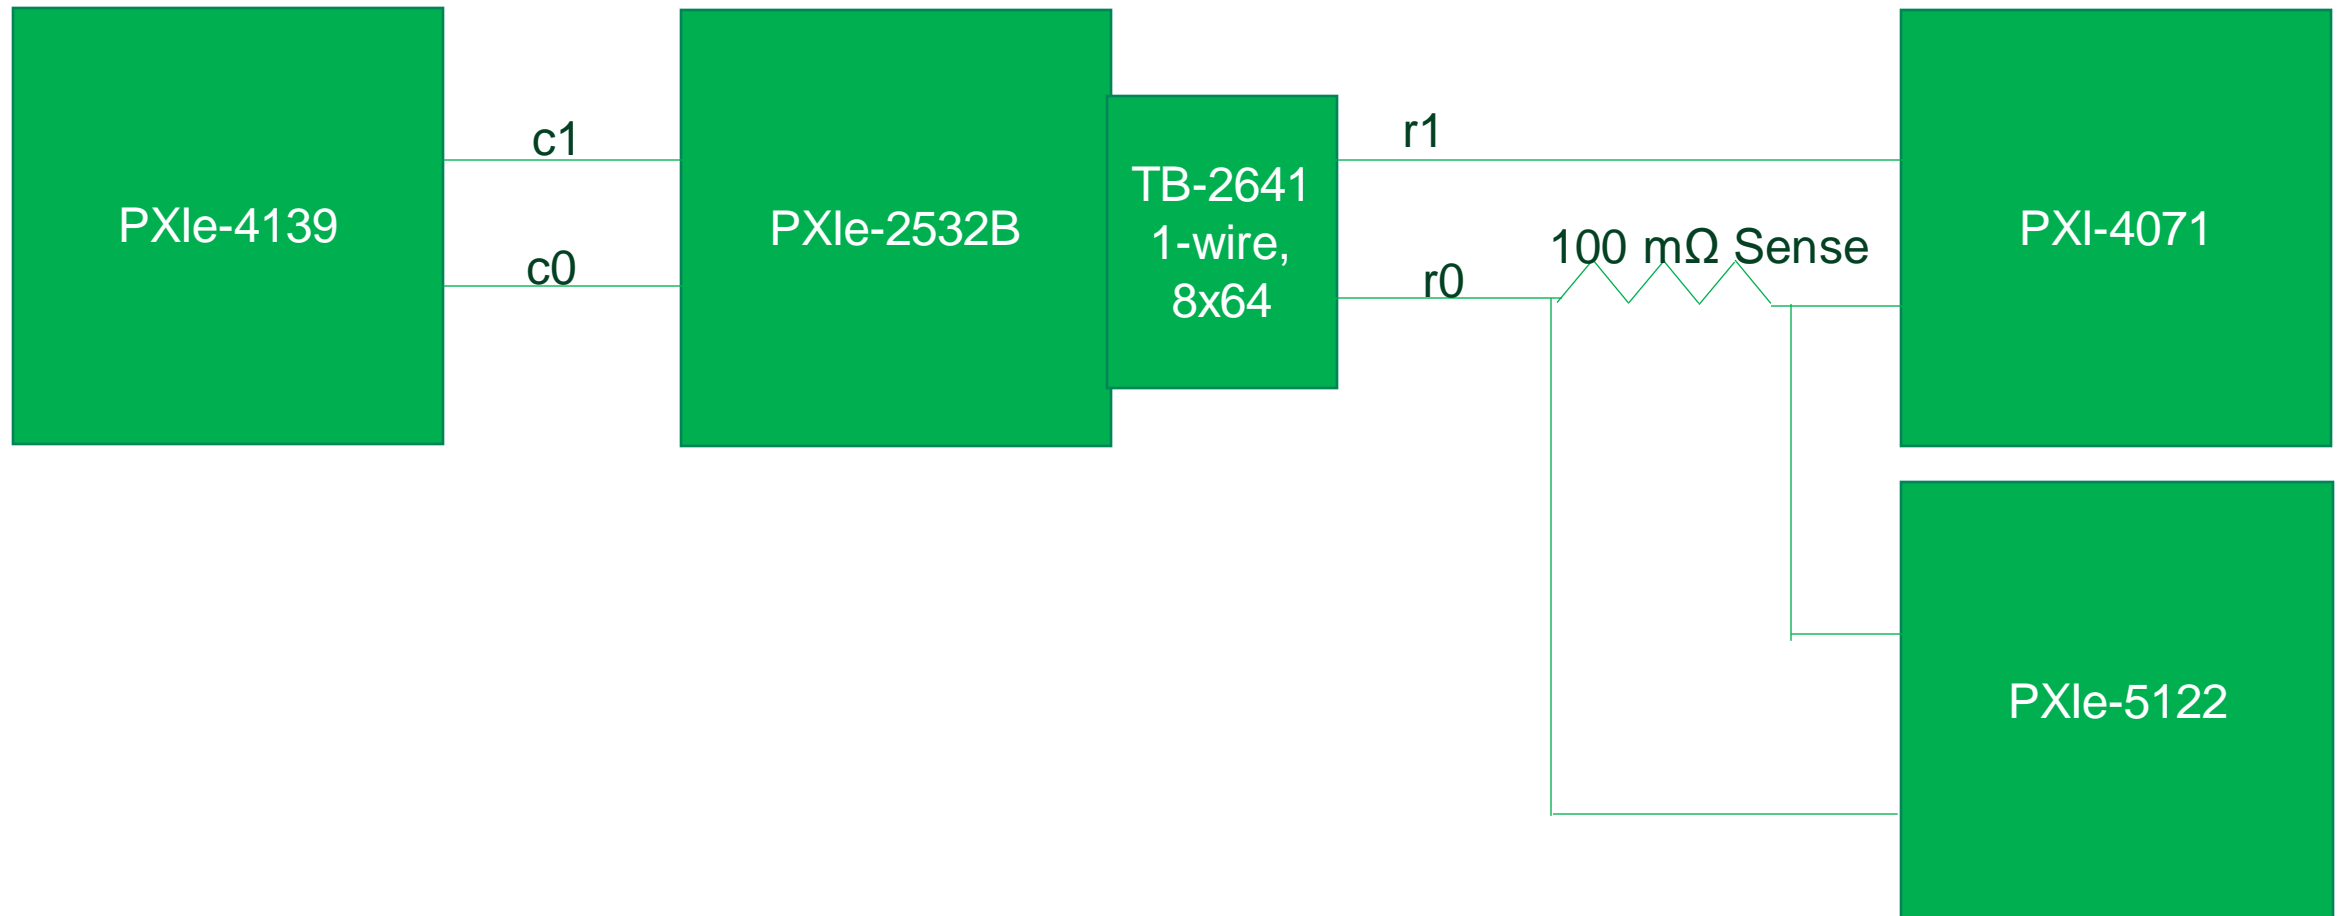 PXIe-4139
c1
c0
PXIe-2532B
TB-2641
1-wire,
8x64
r1
r0
100 mΩ Sense
PXI-4071
PXIe-5122